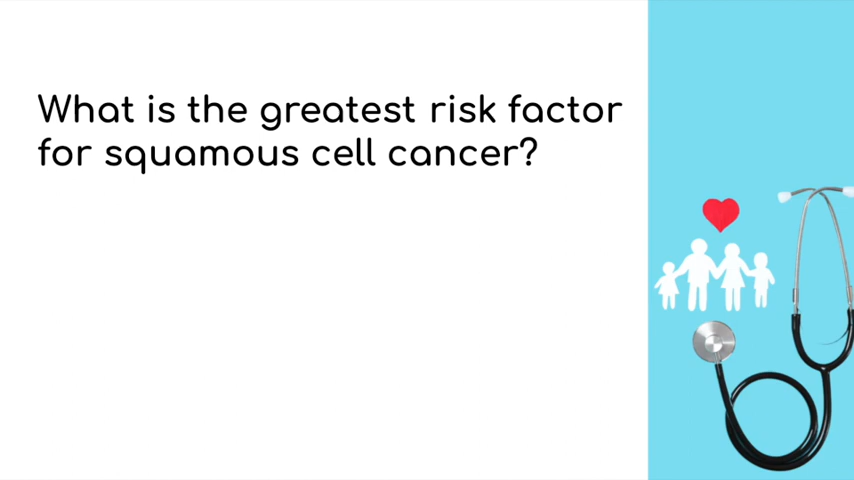 What is the greatest risk factor
for squamous cell cancer?